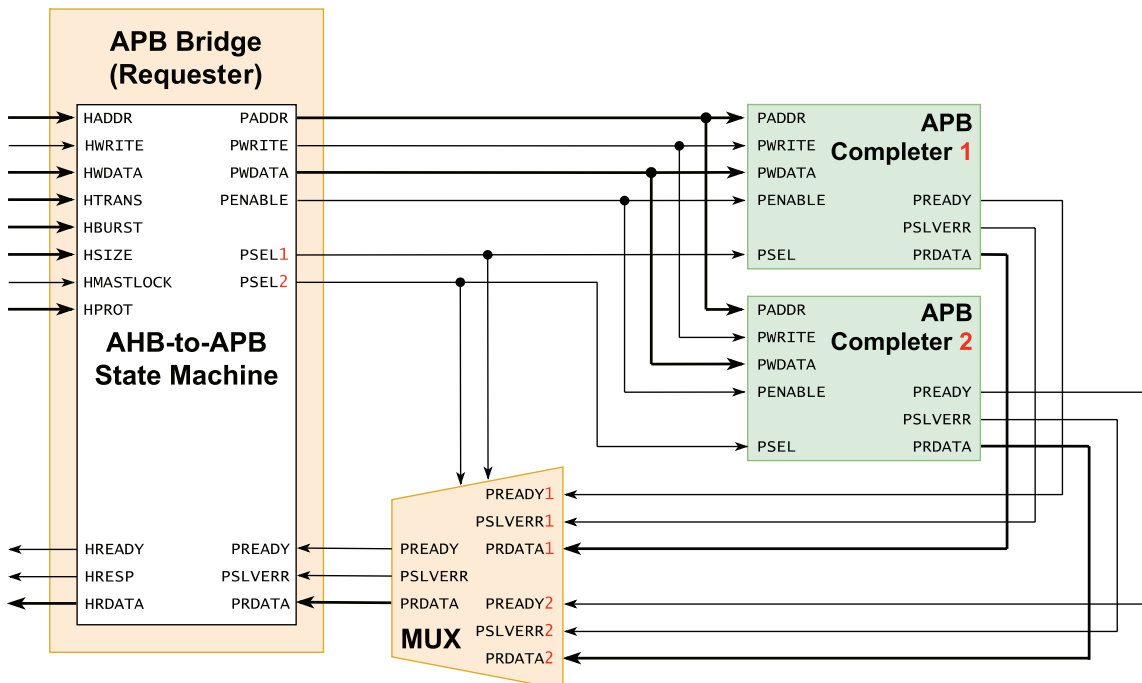 APB Bridge
(Requester)
HADDR
HWRITE
HWDATA
HTRANS
HBURST
HSIZE
HMASTLOCK
HPROT
PADDR
PWRITE
PWDATA
PENABLE
PSEL1
PSEL2
AHB-to-APB
State Machine
HREADY
HRESP
HRDATA
PREADY
PSLVERR
PRDATA
APB
Completer 1
PADDR
PWRITE
PWDATA
PENABLE
PSEL
PREADY
PSLVERR
PRDATA
APB
Completer 2
PADDR
PWRITE
PWDATA
PENABLE
PSEL
PREADY
PSLVERR
PRDATA
PREADY1
PSLVERR1
PRDATA1
PREADY2
PSLVERR2
PRDATA2
PREADY
PSLVERR
PRDATA
MUX